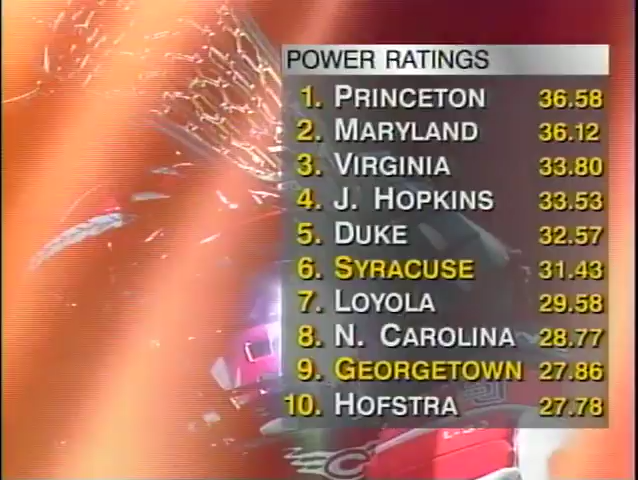 POWER RATINGS
1. PRINCETON 36.58
2. MARYLAND 36.12
3. VIRGINIA 33.80
4. J. HOPKINS 33.53
5. DUKE 32.57
6. SYRACUSE 31.43
7. LOYOLA 29.58
8. N. CAROLINA 28.77
9. GEORGETOWN 27.86
10. HOFSTRA 27.78